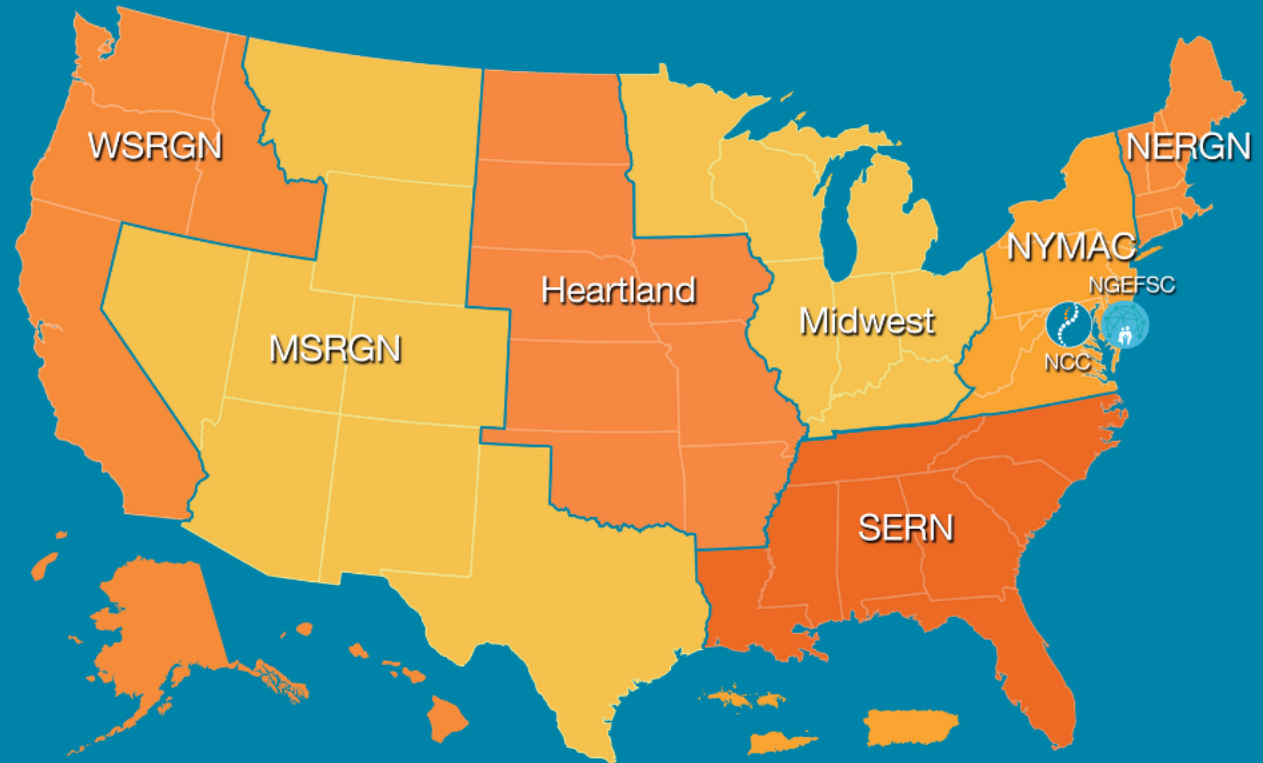 WSRGN
NERGN
NYMAC
NGEFSC
Heartland
Midwest
MSRGN
NCC
SERN